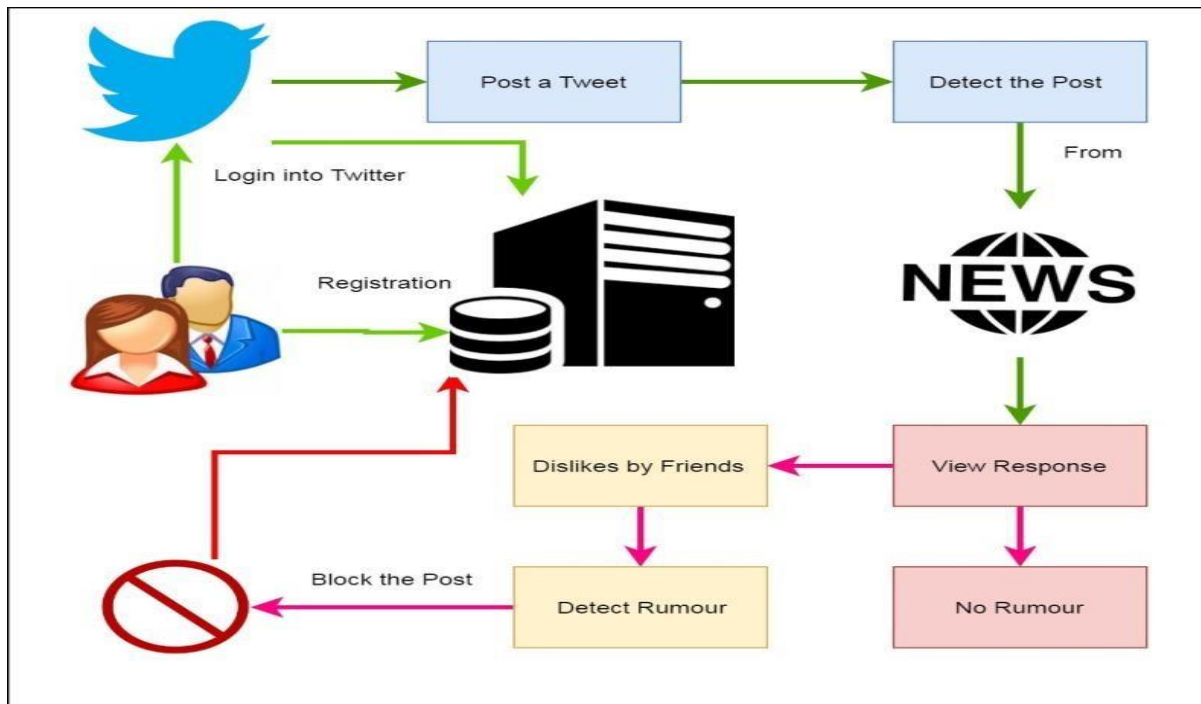 Post a Tweet
Detect the Post
From
Login into Twitter
Registration
NEWS
Dislikes by Friends
View Response
Block the Post
Detect Rumour
No Rumour